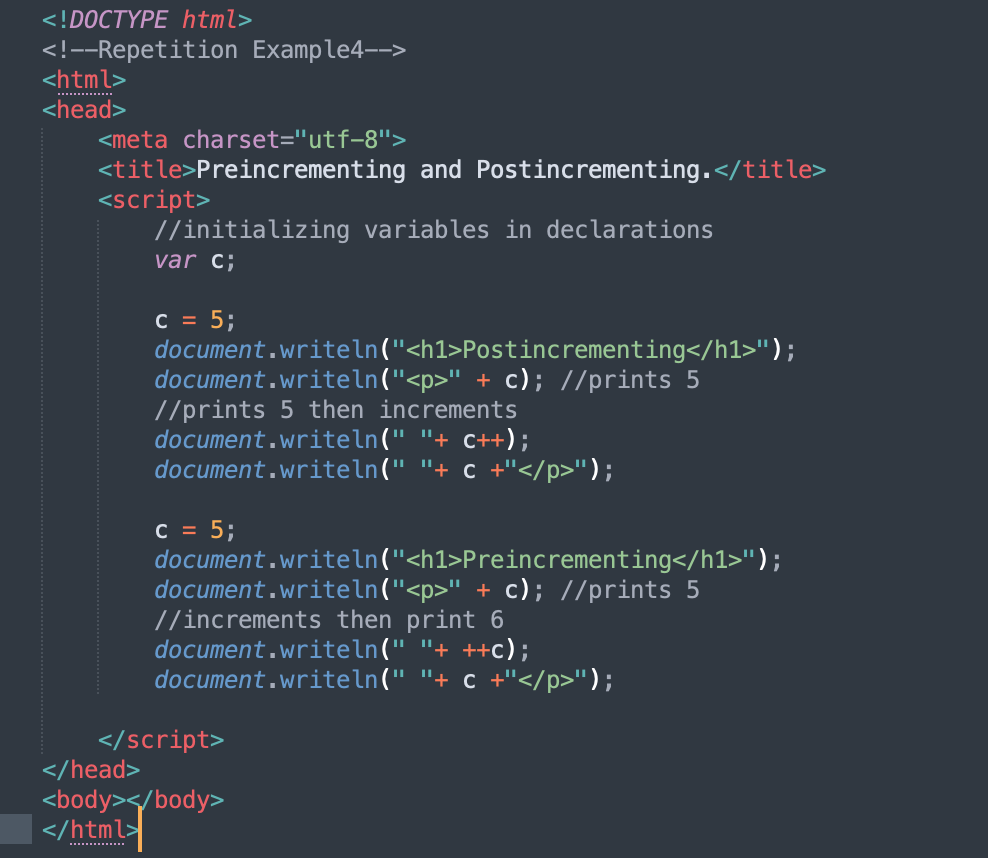 <!DOCTYPE html>
<!--Repetition Example4-->
<html>
<head>
    <meta charset="utf-8">
    <title>Preincrementing and Postincrementing.</title>
    <script>
        //initializing variables in declarations
        var c;

        c = 5;
        document.writeln("<h1>Postincrementing</h1>");
        document.writeln("<p>" + c); //prints 5
        //prints 5 then increments
        document.writeln(" "+ c++);
        document.writeln(" "+ c +"</p>");

        c = 5;
        document.writeln("<h1>Preincrementing</h1>");
        document.writeln("<p>" + c); //prints 5
        //increments then print 6
        document.writeln(" "+ ++c);
        document.writeln(" "+ c +"</p>");

    </script>
</head>
<body></body>
</html>